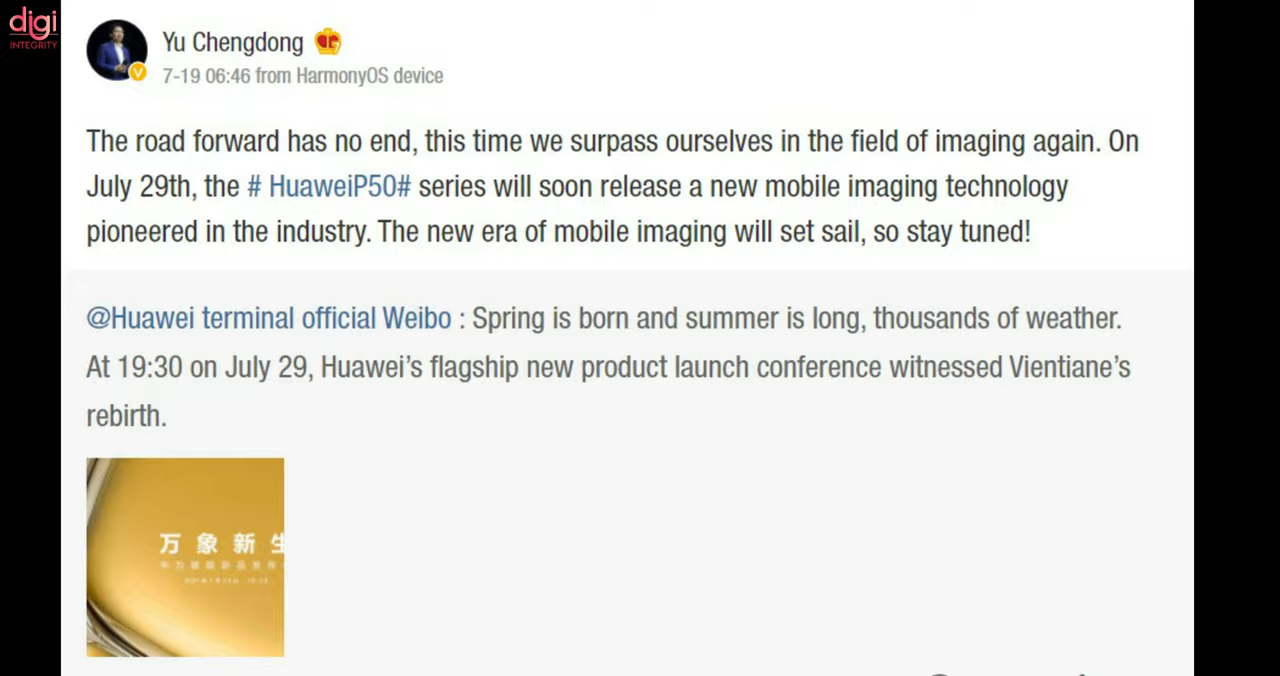 digi
INTEGRITY
Yu Chengdong
7-19 06:46 from HarmonyOS device
The road forward has no end, this time we surpass ourselves in the field of imaging again. On
July 29th, the # HuaweiP50# series will soon release a new mobile imaging technology
pioneered in the industry. The new era of mobile imaging will set sail, so stay tuned!
@Huawei terminal official Weibo : Spring is born and summer is long, thousands of weather.
At 19:30 on July 29, Huawei's flagship new product launch conference witnessed Vientiane's
rebirth.
万象新生